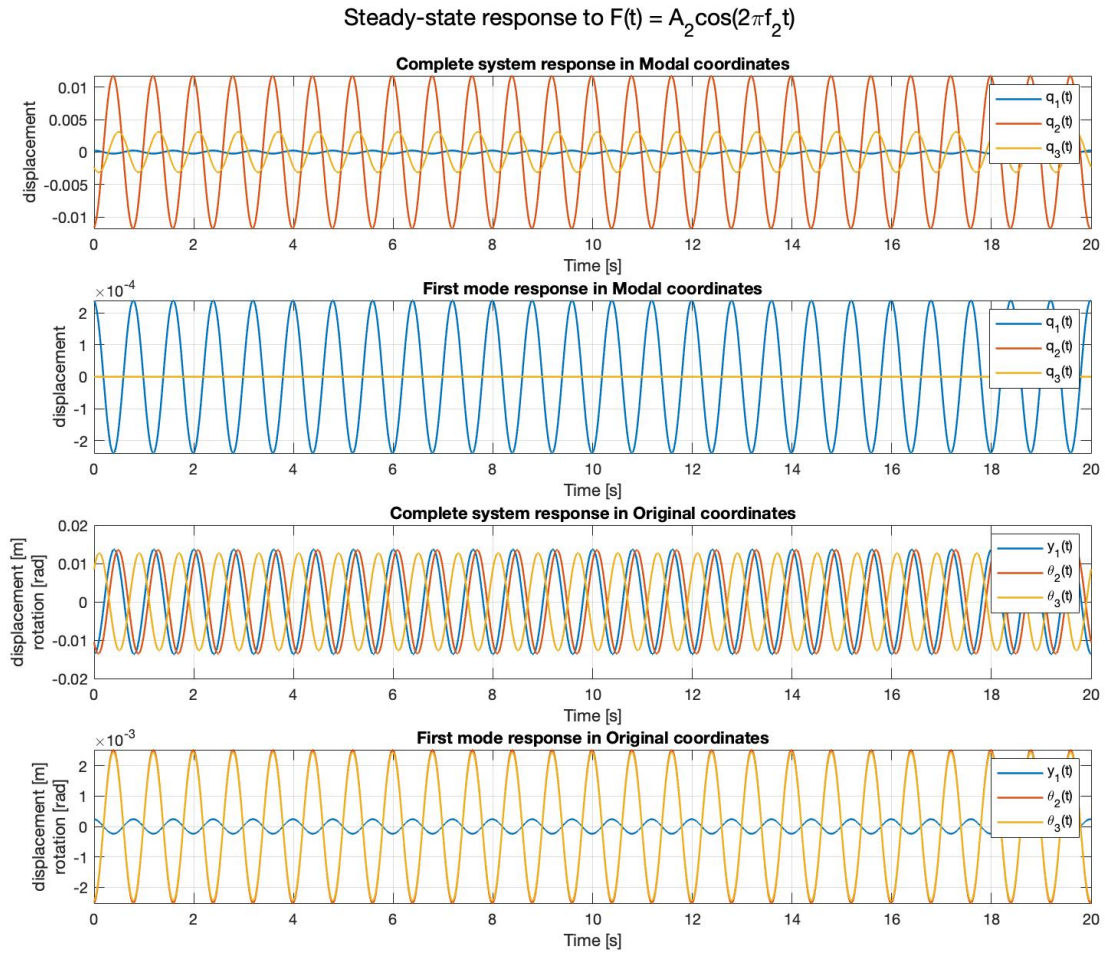 Steady-state response to F(t) = A₂cos(2πf₂t)
Complete system response in Modal coordinates
displacement
0.01
0.005
0
-0.005
-0.01
q₁(t)
q₂(t)
q₃(t)
0 2 4 6 8 10 12 14 16 18 20
Time [s]
×10⁻⁴
First mode response in Modal coordinates
displacement
2
1
0
-1
-2
q₁(t)
q₂(t)
q₃(t)
0 2 4 6 8 10 12 14 16 18 20
Time [s]
Complete system response in Original coordinates
displacement [m]
rotation [rad]
0.02
0.01
0
-0.01
-0.02
y₁(t)
θ₂(t)
θ₃(t)
0 2 4 6 8 10 12 14 16 18 20
Time [s]
×10⁻³
First mode response in Original coordinates
displacement [m]
rotation [rad]
2
1
0
-1
-2
y₁(t)
θ₂(t)
θ₃(t)
0 2 4 6 8 10 12 14 16 18 20
Time [s]